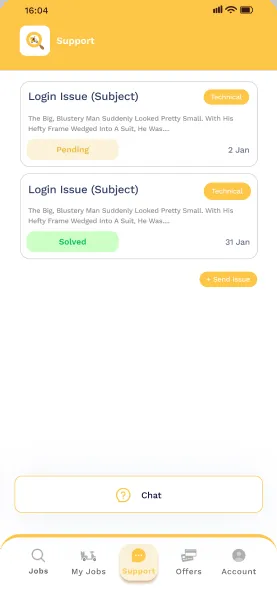 16:04
Support
Login Issue (Subject)
Technical
The Big, Blustery Man Suddenly Looked Pretty Small. With His
Hefty Frame Wedged Into A Suit, He Was...
Pending
2 Jan
Login Issue (Subject)
Technical
The Big, Blustery Man Suddenly Looked Pretty Small. With His
Hefty Frame Wedged Into A Suit, He Was...
Solved
31 Jan
+ Send Issue
Chat
Jobs
My Jobs
Support
Offers
Account